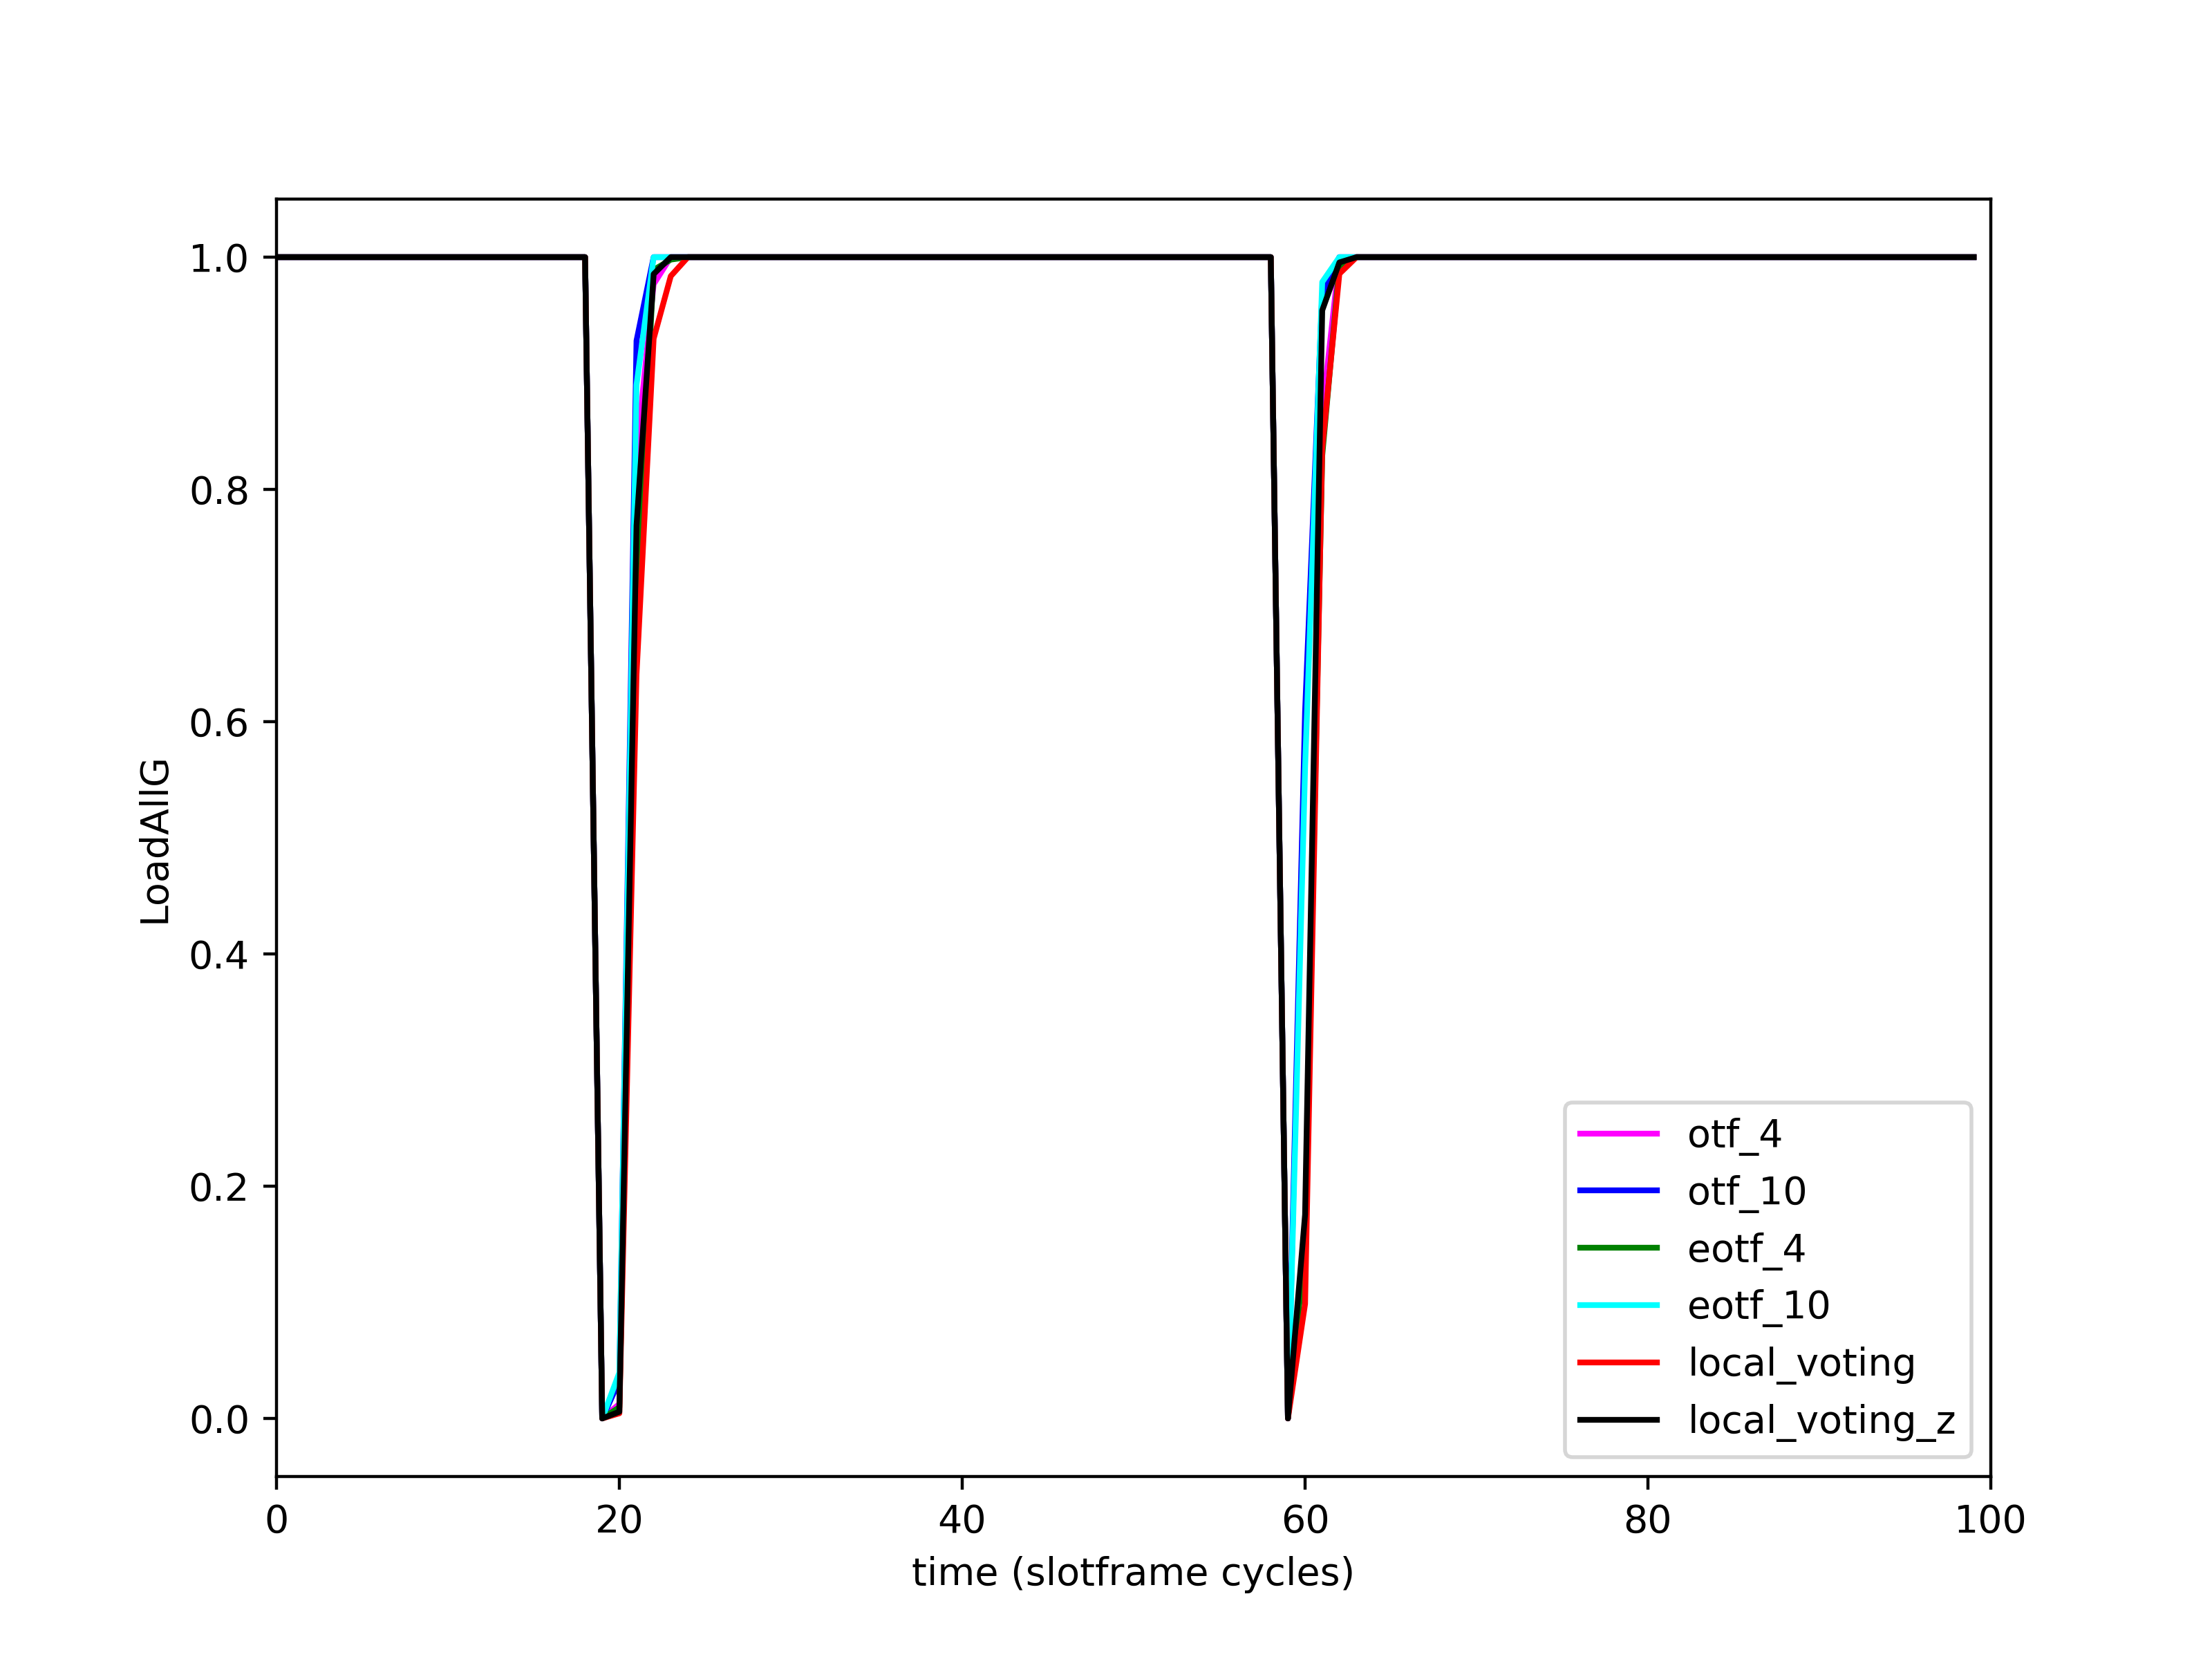 1.0
0.8
0.6
0.4
0.2
0.0
LoadAllG
0 20 40 60 80 100
time (slotframe cycles)
otf_4
otf_10
eotf_4
eotf_10
local_voting
local_voting_z